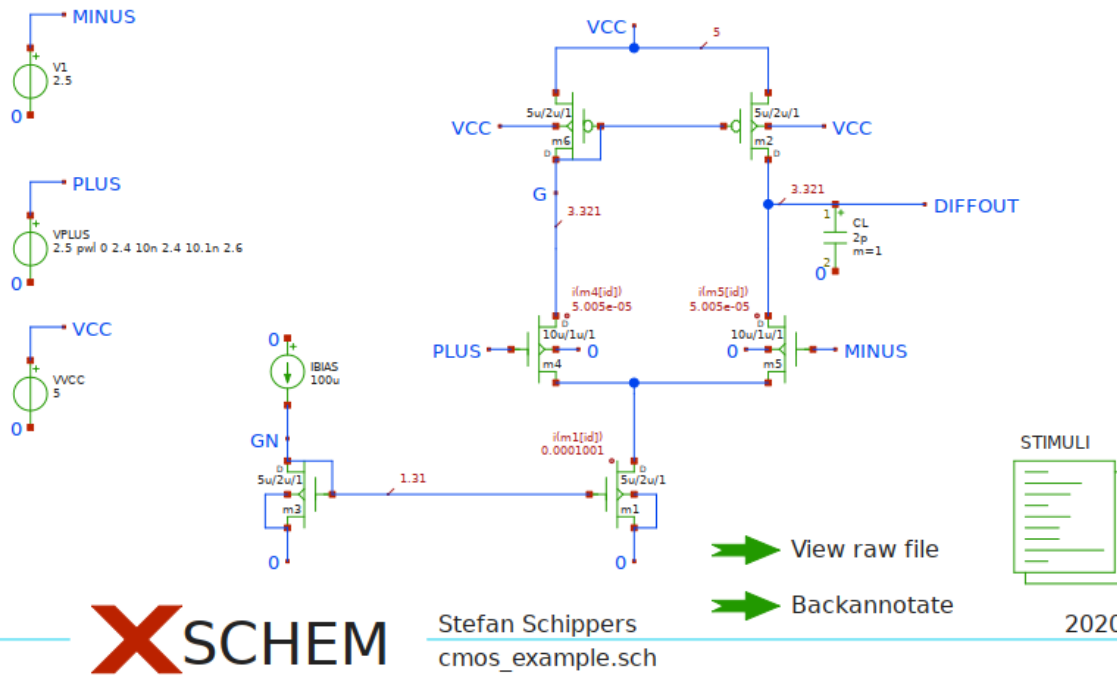 MINUS
V1
2.5
0
PLUS
VPLUS
2.5 pwl 0 2.4 10n 2.4 10.1n 2.6
0
VCC
VVCC
5
0
VCC
5
5u/2u/1
VCC
m6
D
5u/2u/1
VCC
m2
D
G
3.321
3.321
DIFFOUT
1
CL
2p
m=1
2
0
i(m4[id])
5.005e-05
D
10u/1u/1
PLUS
0
m4
i(m5[id])
5.005e-05
D
10u/1u/1
0
MINUS
m5
0
IBIAS
100u
GN
D
5u/2u/1
m3
0
1.31
i(m1[id])
0.0001001
D
5u/2u/1
m1
0
STIMULI
View raw file
Backannotate
XSCHEM
Stefan Schippers
2020
cmos_example.sch